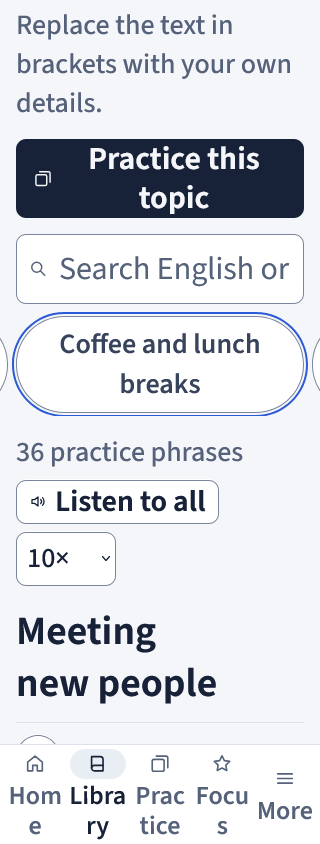 Replace the text in
brackets with your own
details.
Practice this
topic
Search English or
Coffee and lunch
breaks
36 practice phrases
Listen to all
10×
Meeting
new people
Hom
e
Libra
ry
Prac
tice
Focu
s
More